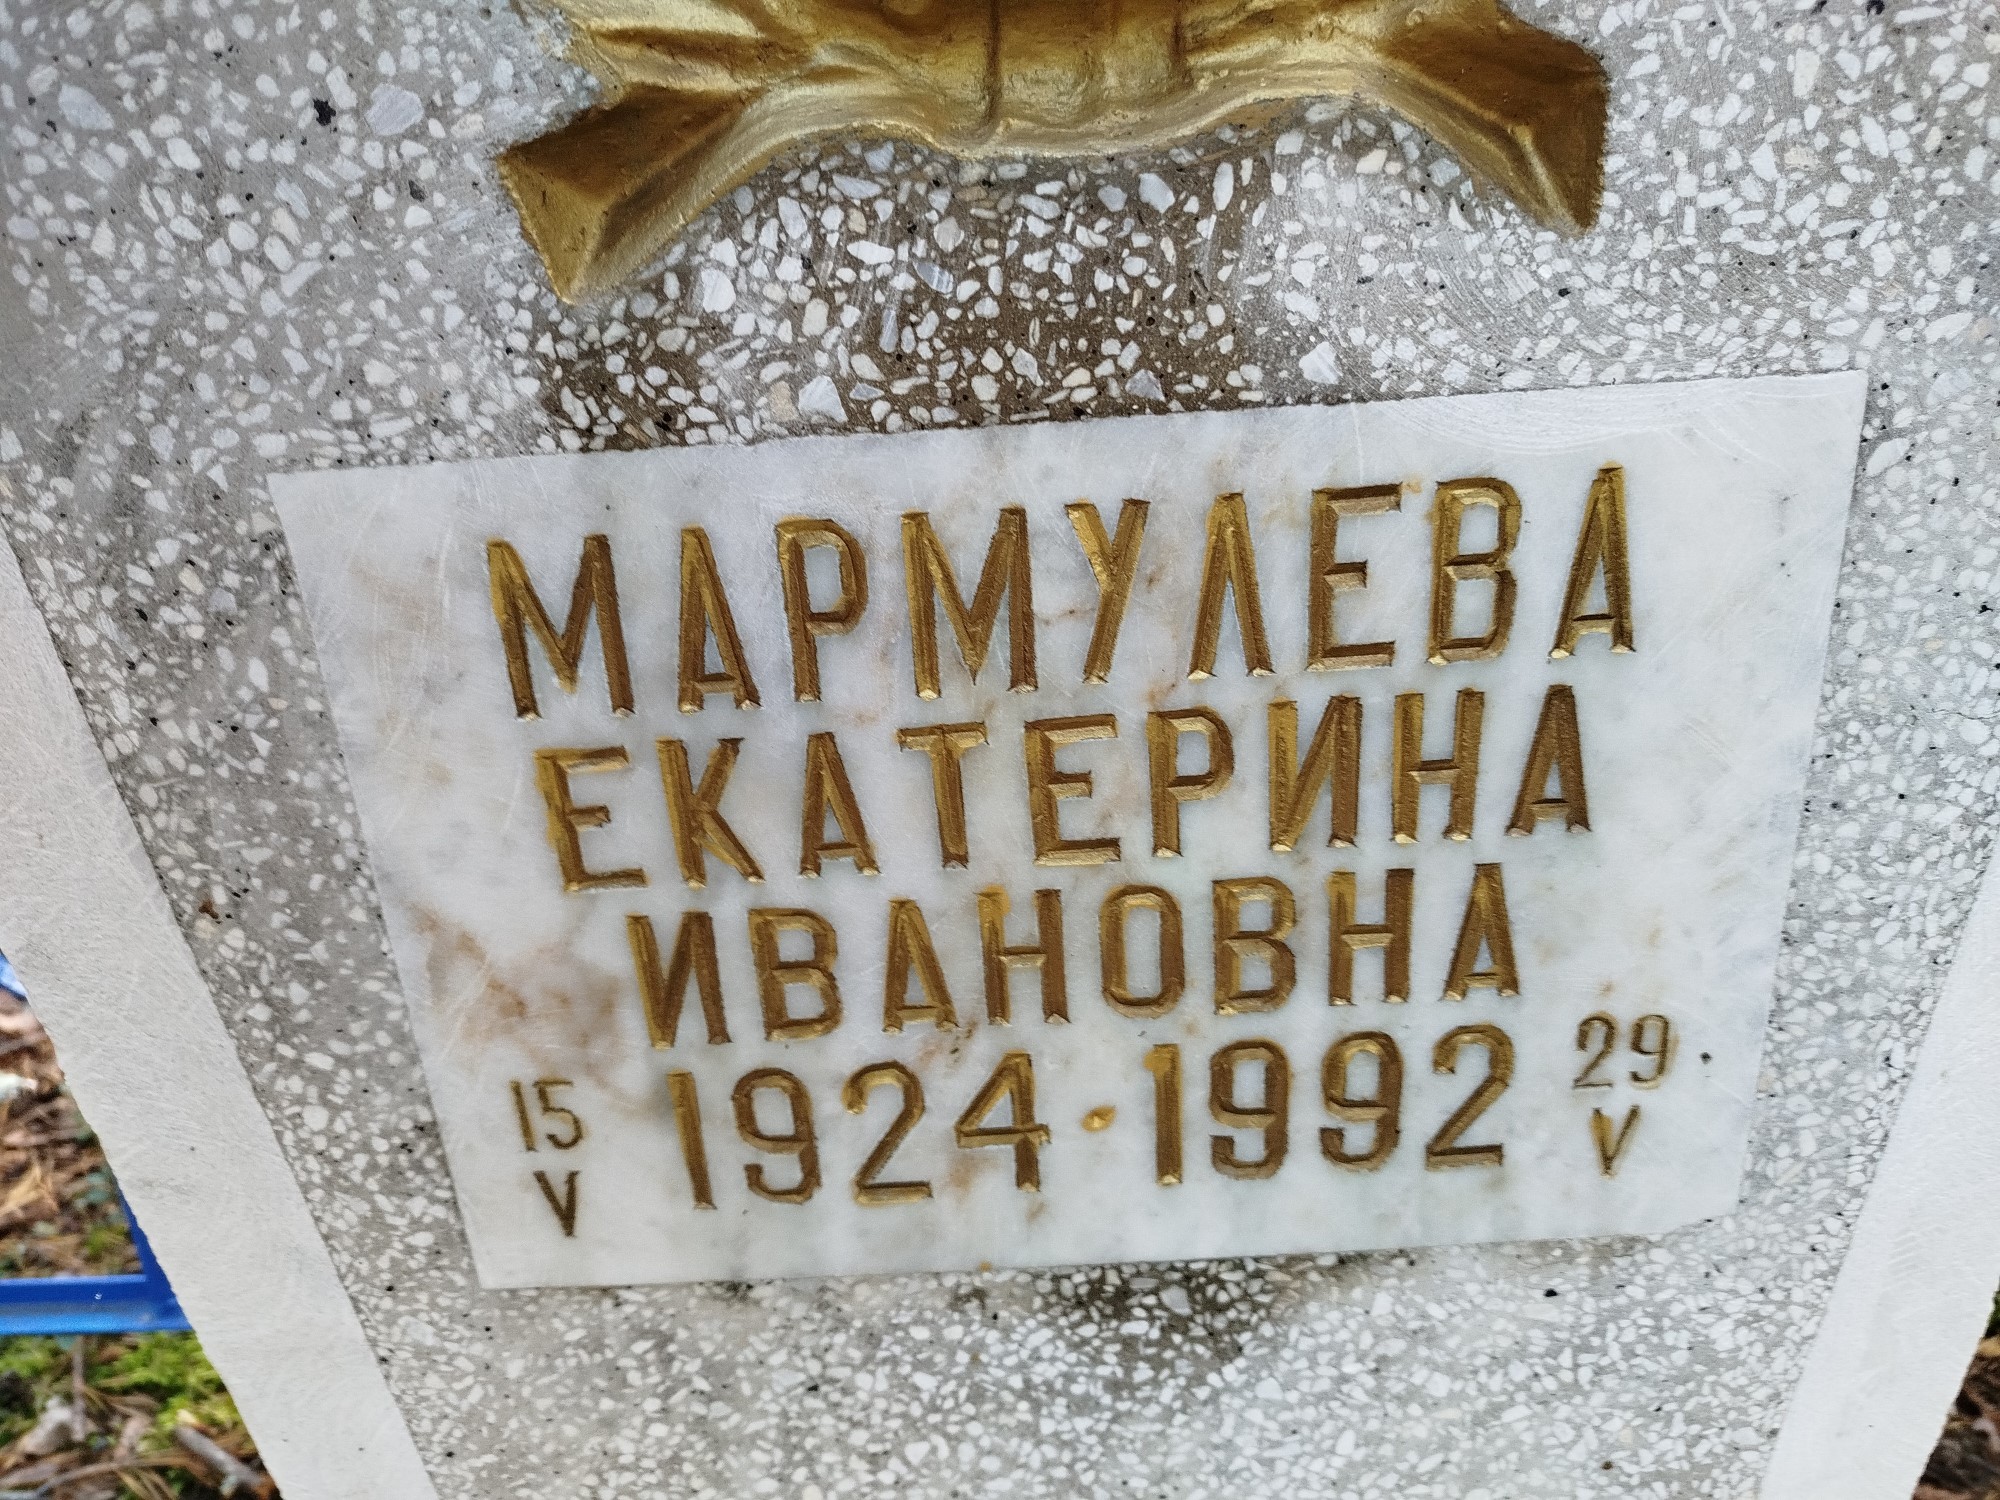 МАРМУЛЕВА
ЕКАТЕРИНА
ИВАНОВНА
15 V 1924 · 1992 29 V